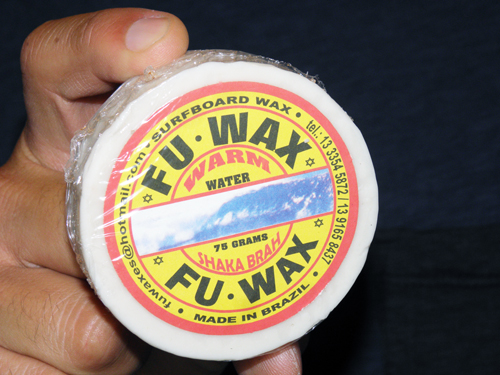 fuwaxes@hotmail.com • SURFBOARD WAX • tel.: 13 3354 5872 / 13 9165 8437
FU • WAX
WARM
WATER
75 GRAMS
SHAKA BRAH
FU • WAX
• MADE IN BRAZIL •